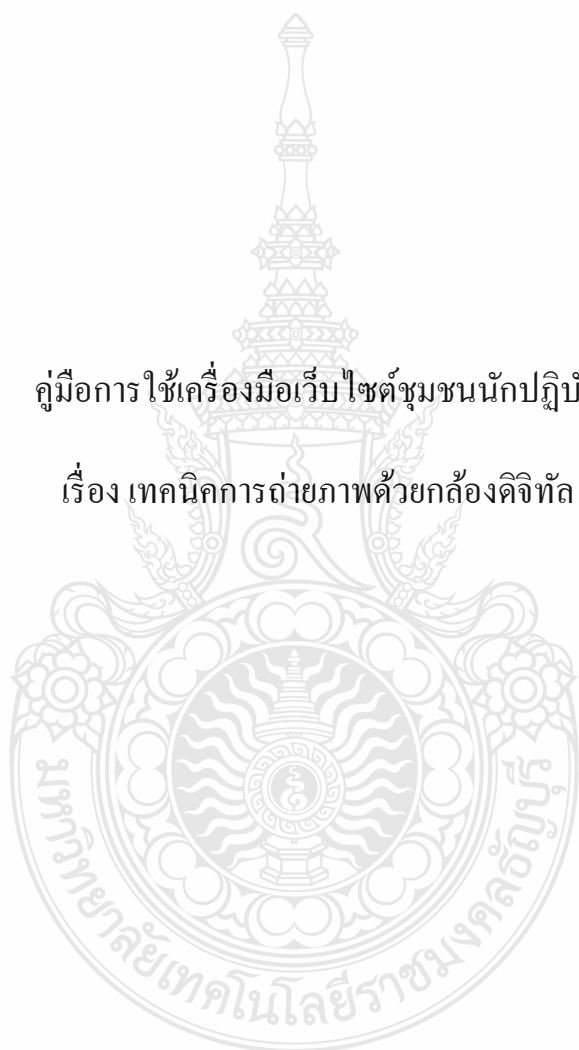 คู่มือการใช้เครื่องมือเว็บไซต์ชุมชนนักปฏิบั
เรื่อง เทคนิคการถ่ายภาพด้วยกล้องดิจิทัล
มหาวิทยาลัยเทคโนโลยีราชมงคลธัญบุรี